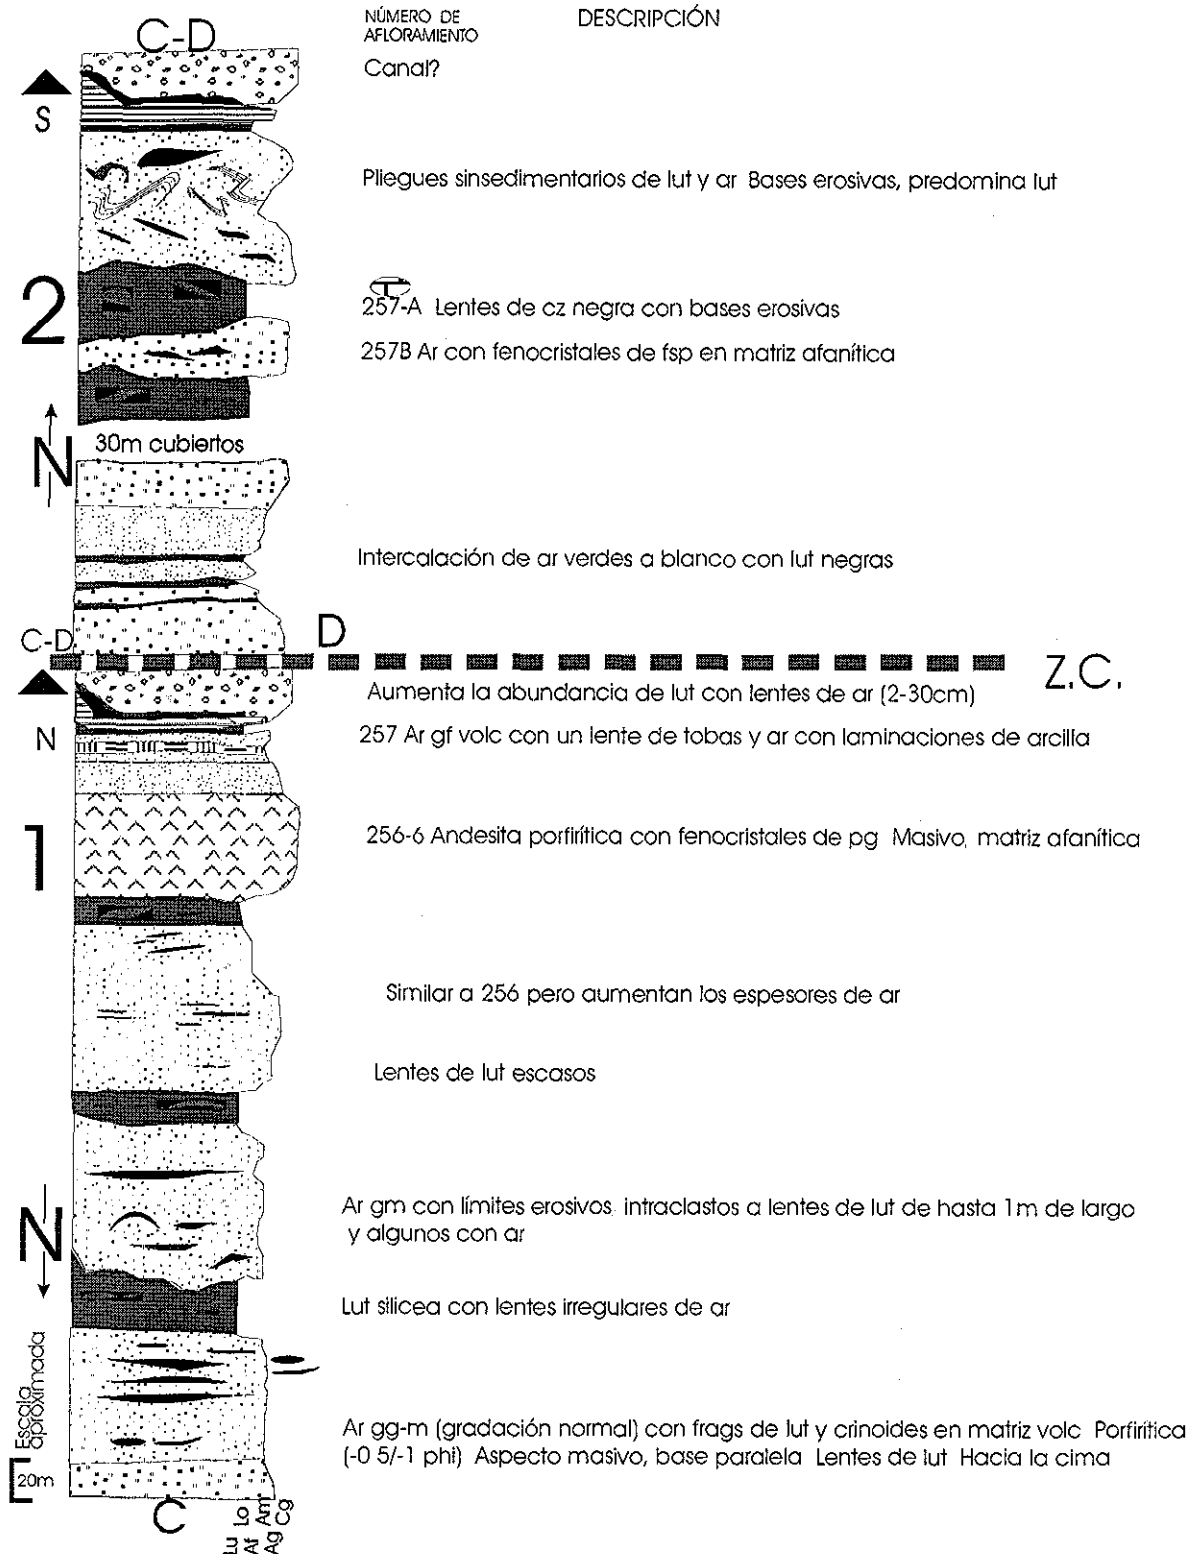 NÚMERO DE
AFLORAMIENTO
DESCRIPCIÓN
C-D
Canal?
S
Pliegues sinsedimentarios de lut y ar Bases erosivas, predomina lut
2
257-A Lentes de cz negra con bases erosivas
257B Ar con fenocristales de fsp en matriz afanítica
N
30m cubiertos
Intercalación de ar verdes a blanco con lut negras
C-D
D
Z.C.
Aumenta la abundancia de lut con lentes de ar (2-30cm)
N
257 Ar gf volc con un lente de tobas y ar con laminaciones de arcilla
1
256-6 Andesita porfirítica con fenocristales de pg Masivo, matriz afanítica
Similar a 256 pero aumentan los espesores de ar
Lentes de lut escasos
N
Ar gm con límites erosivos intraclastos a lentes de lut de hasta 1m de largo
y algunos con ar
Lut silicea con lentes irregulares de ar
Escala
aproximada
20m
Ar gg-m (gradación normal) con frags de lut y crinoides en matriz volc Porfirítica
(-0 5/-1 phi) Aspecto masivo, base paralela Lentes de lut Hacia la cima
C
Lu
Lo
Af
Am
Ag
Cg